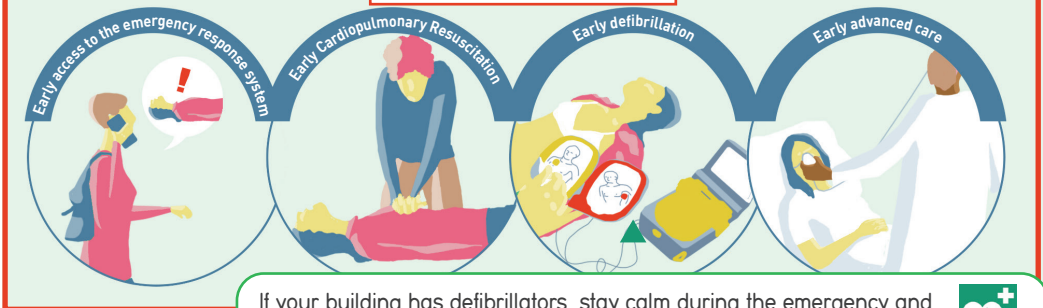 Early access to the emergency response system
Early Cardiopulmonary Resuscitation
Early defibrillation
Early advanced care
If your building has defibrillators, stay calm during the emergency and